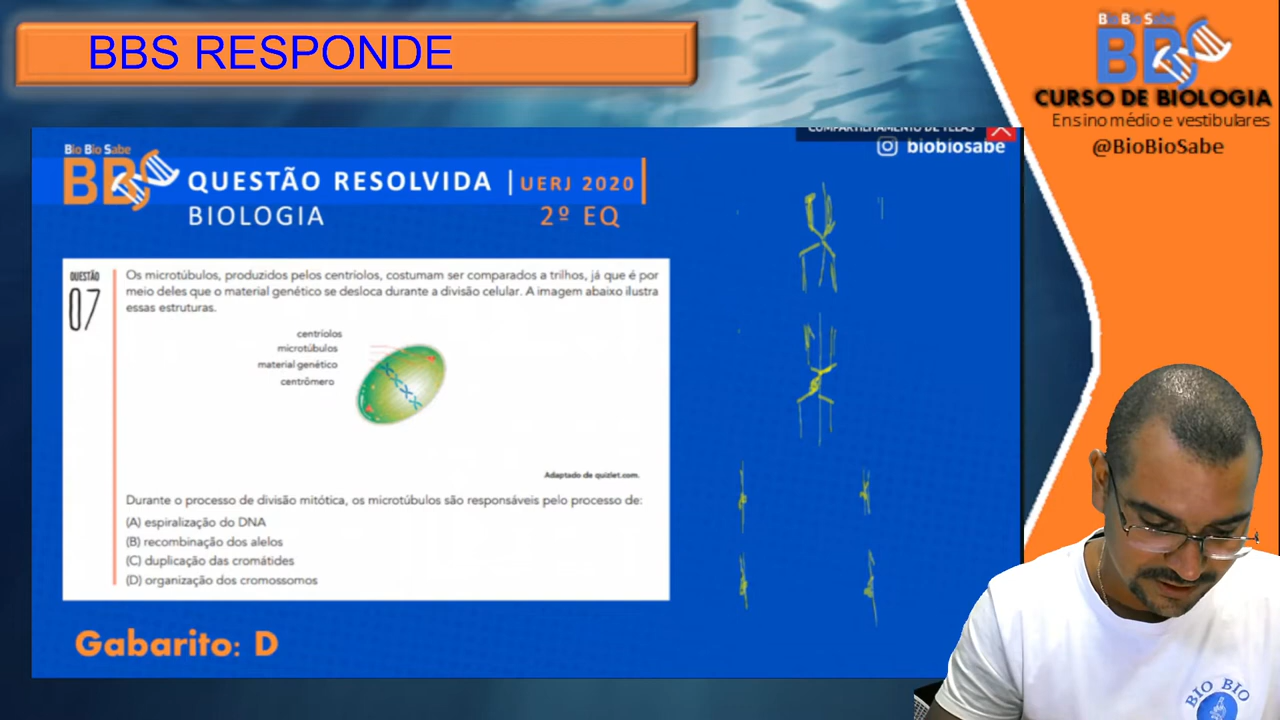 BBS RESPONDE
Bio Bio Sabe
BBS
CURSO DE BIOLOGIA
Ensino médio e vestibulares
@BioBioSabe
COMPARTILHAMENTO DE TELAS
biobiosabe
Bio Bio Sabe
BBS
QUESTÃO RESOLVIDA | UERJ 2020
BIOLOGIA 2º EQ
QUESTÃO
07
Os microtúbulos, produzidos pelos centríolos, costumam ser comparados a trilhos, já que é por
meio deles que o material genético se desloca durante a divisão celular. A imagem abaixo ilustra
essas estruturas.
centríolos
microtúbulos
material genético
centrômero
Adaptado de quizlet.com.
Durante o processo de divisão mitótica, os microtúbulos são responsáveis pelo processo de:
(A) espiralização do DNA
(B) recombinação dos alelos
(C) duplicação das cromátides
(D) organização dos cromossomos
Gabarito: D
BIO BIO